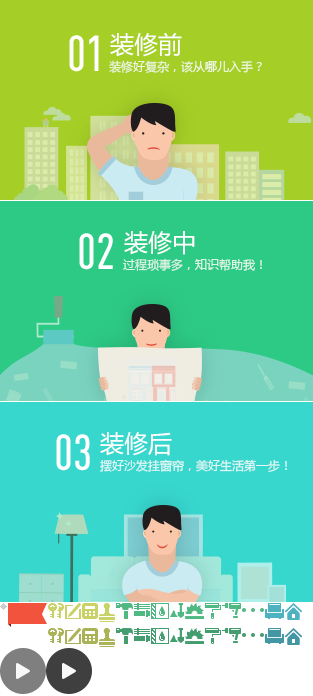 01 装修前
装修好复杂，该从哪儿入手？
02 装修中
过程琐事多，知识帮助我！
03 装修后
摆好沙发挂窗帘，美好生活第一步！